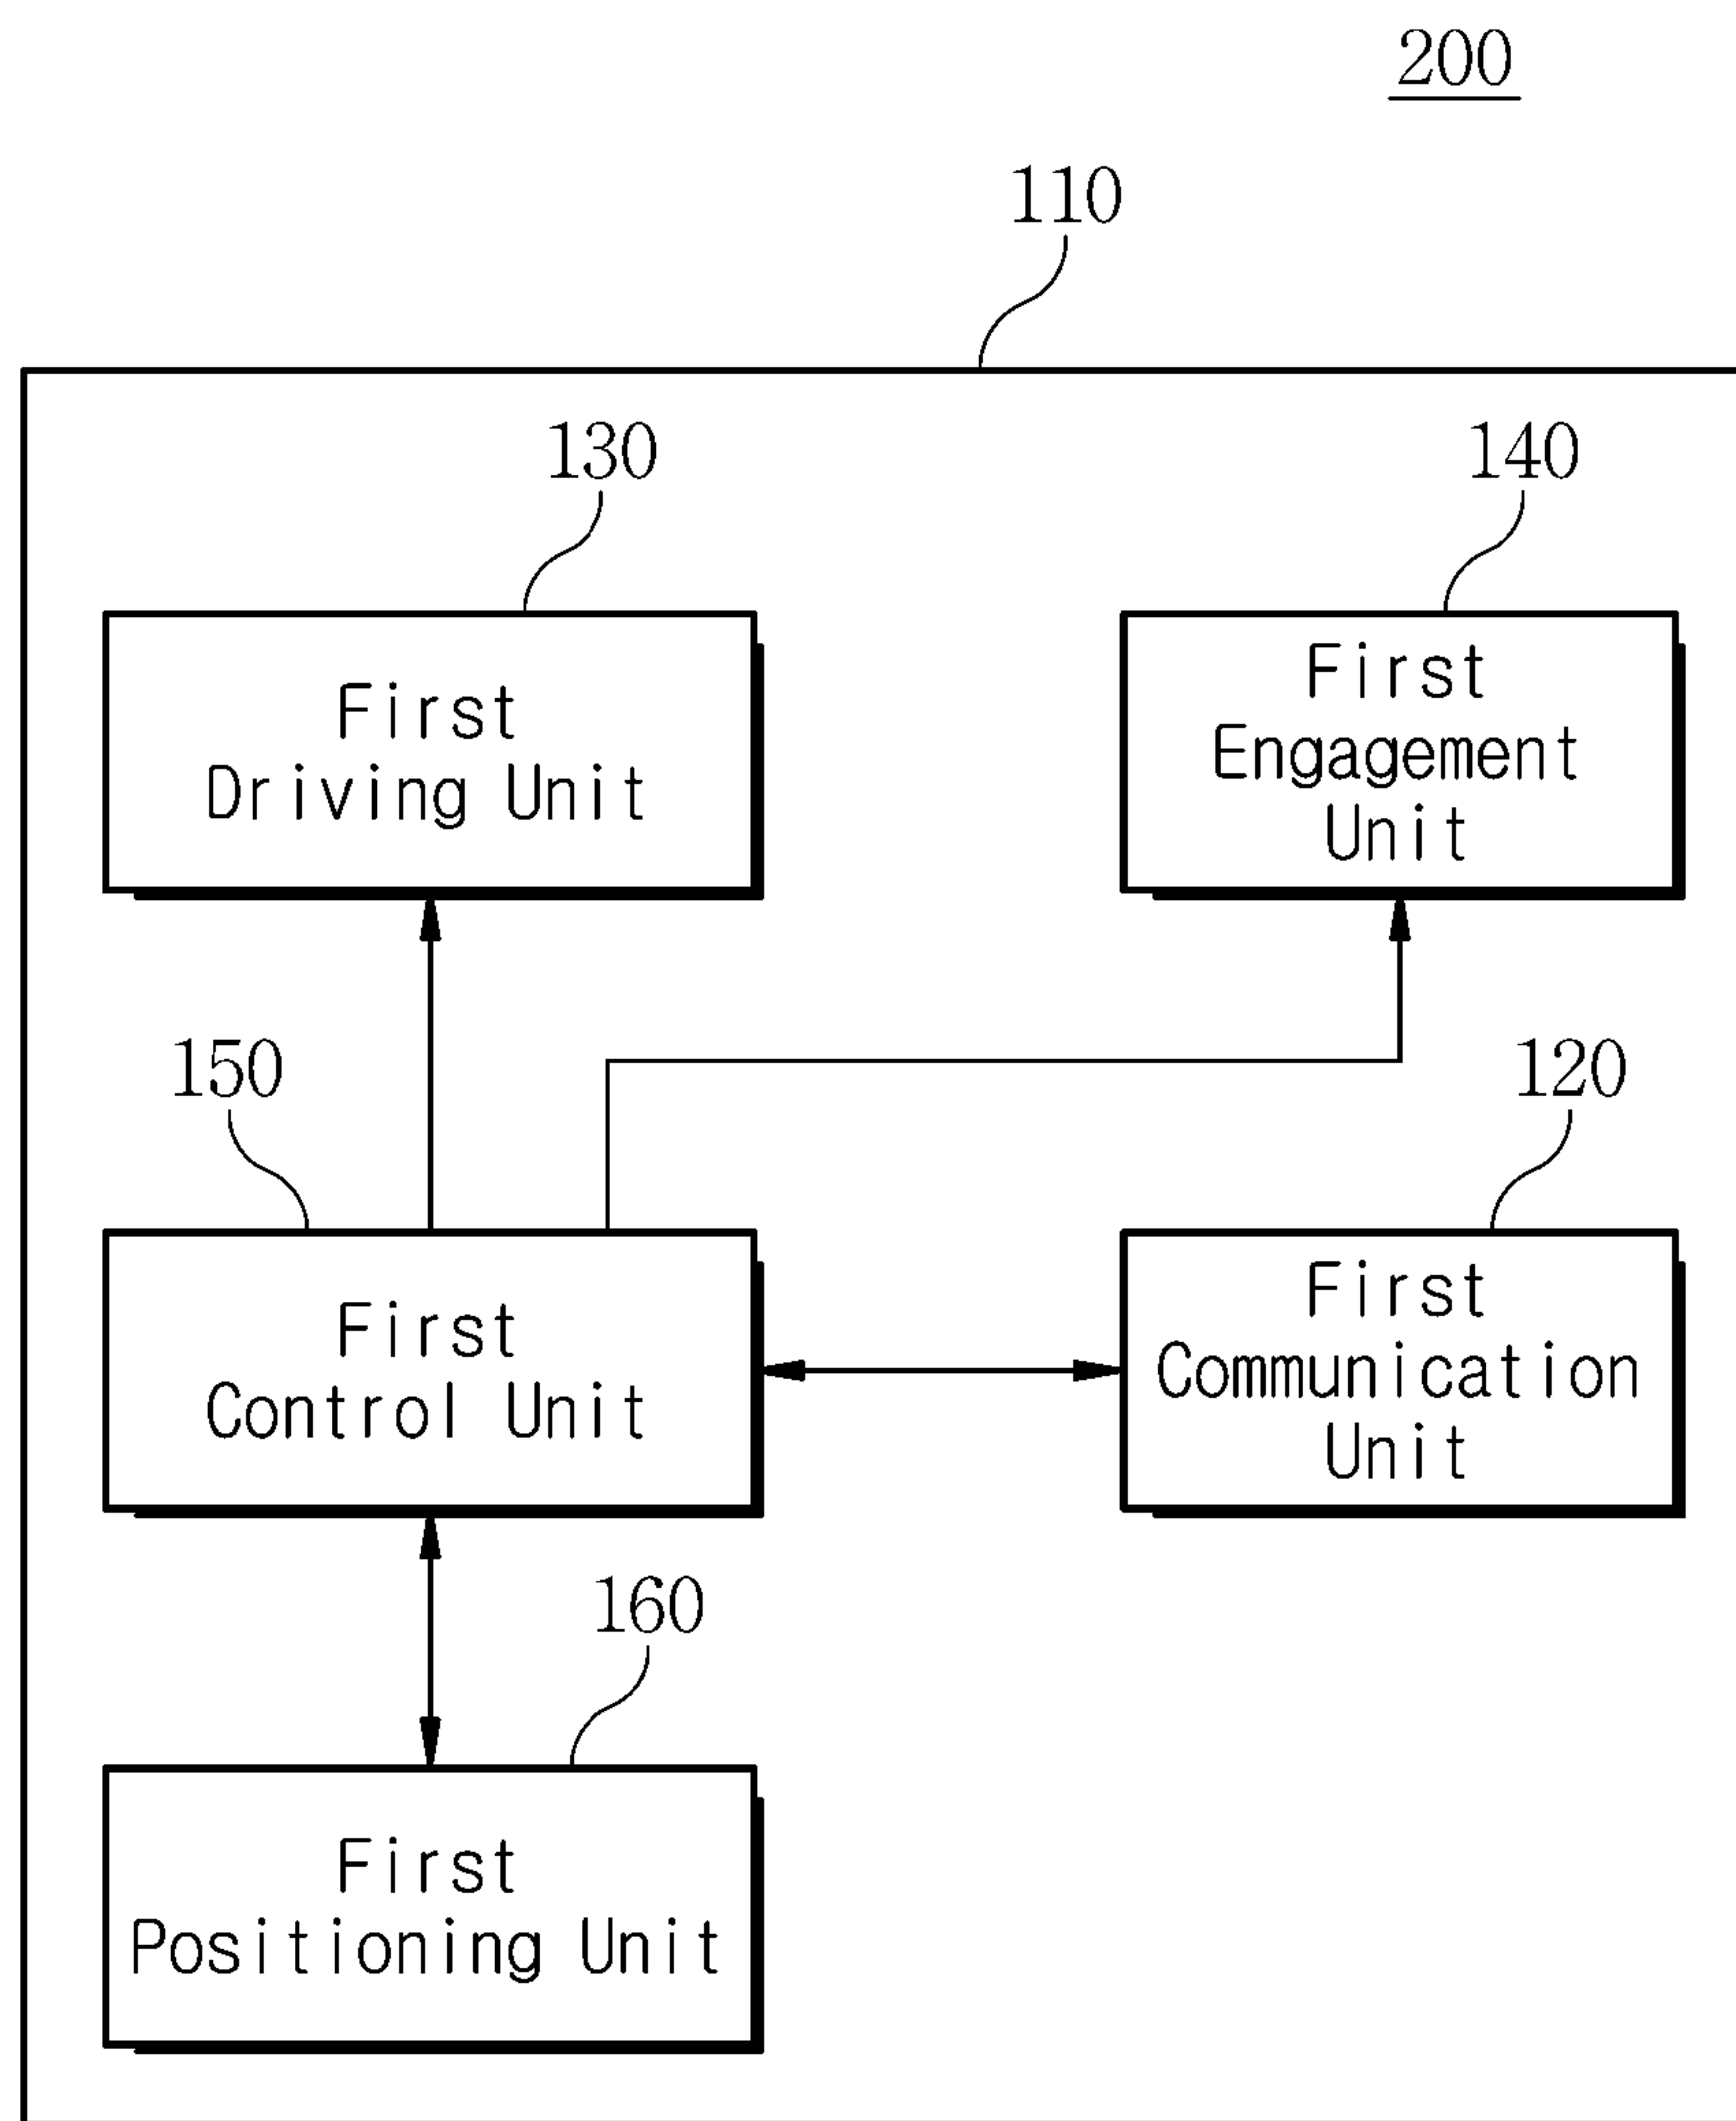 200
110
130
140
First
Driving Unit
First
Engagement
Unit
150
120
First
Control Unit
First
Communication
Unit
160
First
Positioning Unit